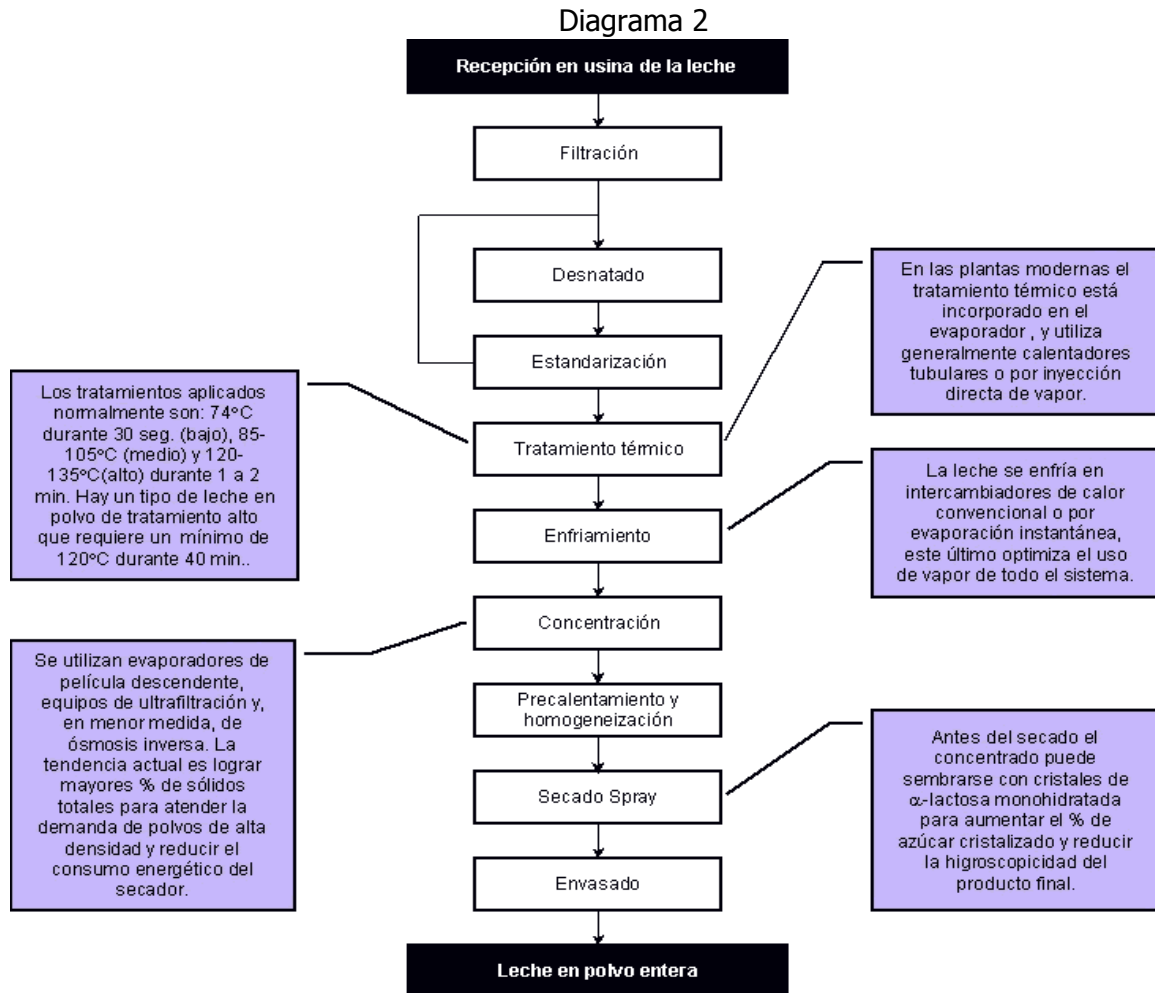 Diagrama 2
Recepción en usina de la leche
Filtración
Desnatado
Estandarización
Tratamiento térmico
Enfriamiento
Concentración
Precalentamiento y
homogeneización
Secado Spray
Envasado
Leche en polvo entera
Los tratamientos aplicados
normalmente son: 74ºC
durante 30 seg. (bajo), 85-
105ºC (medio) y 120-
135ºC(alto) durante 1 a 2
min. Hay un tipo de leche en
polvo de tratamiento alto
que requiere un mínimo de
120ºC durante 40 min..
Se utilizan evaporadores de
película descendente,
equipos de ultrafiltración y,
en menor medida, de
ósmosis inversa. La
tendencia actual es lograr
mayores % de sólidos
totales para atender la
demanda de polvos de alta
densidad y reducir el
consumo energético del
secador.
En las plantas modernas el
tratamiento térmico está
incorporado en el
evaporador , y utiliza
generalmente calentadores
tubulares o por inyección
directa de vapor.
La leche se enfría en
intercambiadores de calor
convencional o por
evaporación instantánea,
este último optimiza el uso
de vapor de todo el sistema.
Antes del secado el
concentrado puede
sembrarse con cristales de
α-lactosa monohidratada
para aumentar el % de
azúcar cristalizado y reducir
la higroscopicidad del
producto final.